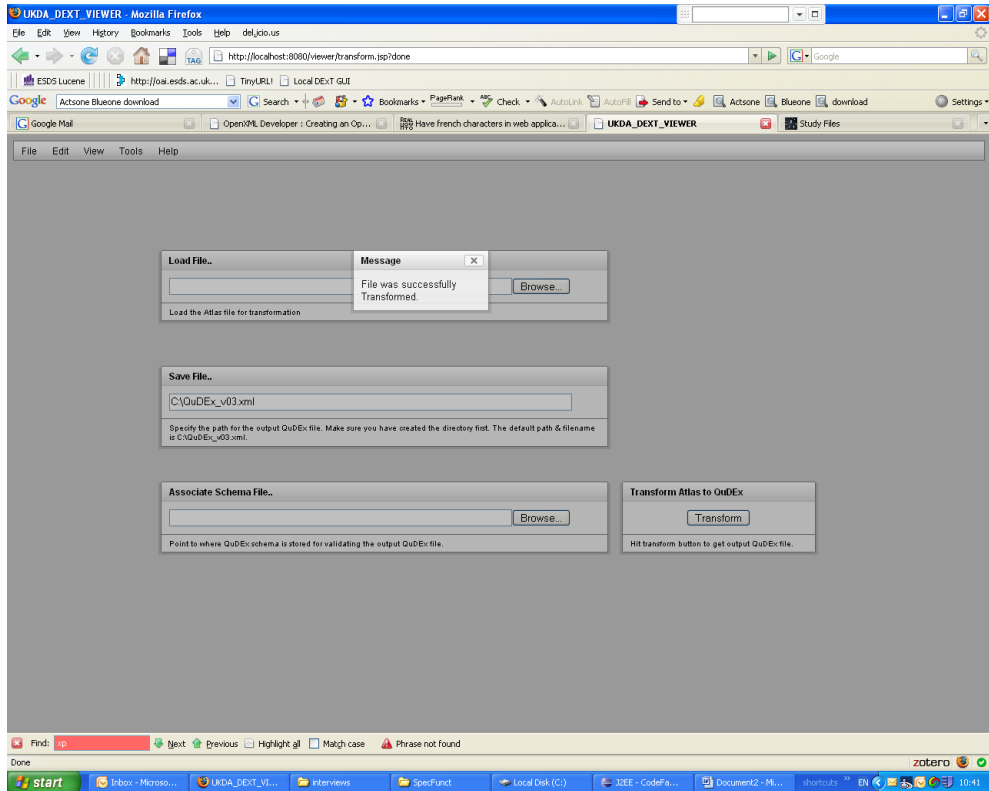 UKDA_DEXT_VIEWER - Mozilla Firefox
File Edit View History Bookmarks Tools Help del.icio.us
TAG http://localhost:8080/viewer/transform.jsp?done G Google
ESDS Lucene http://oai.esds.ac.uk... TinyURL! Local DExT GUI
Google Actsone Blueone download G Search Bookmarks PageRank Check AutoLink AutoFill Send to Actsone Blueone download Settings
Google Mail OpenXML Developer : Creating an Op... Have french characters in web applica... UKDA_DEXT_VIEWER Study Files
File Edit View Tools Help
Load File..
Message
File was successfully
Transformed.
Browse...
Load the Atlas file for transformation
Save File..
C:\QuDEx_v03.xml
Specify the path for the output QuDEx file. Make sure you have created the directory first. The default path & filename
is C:\QuDEx_v03.xml.
Associate Schema File.. Transform Atlas to QuDEx
Browse... Transform
Point to where QuDEx schema is stored for validating the output QuDEx file. Hit transform button to get output QuDEx file.
Find: xp Next Previous Highlight all Match case Phrase not found
Done zotero
start Inbox - Microso... UKDA_DEXT_VI... interviews SpecFunct Local Disk (C:) J2EE - CodeFa... Document2 - Mi... shortcuts » EN 10:41